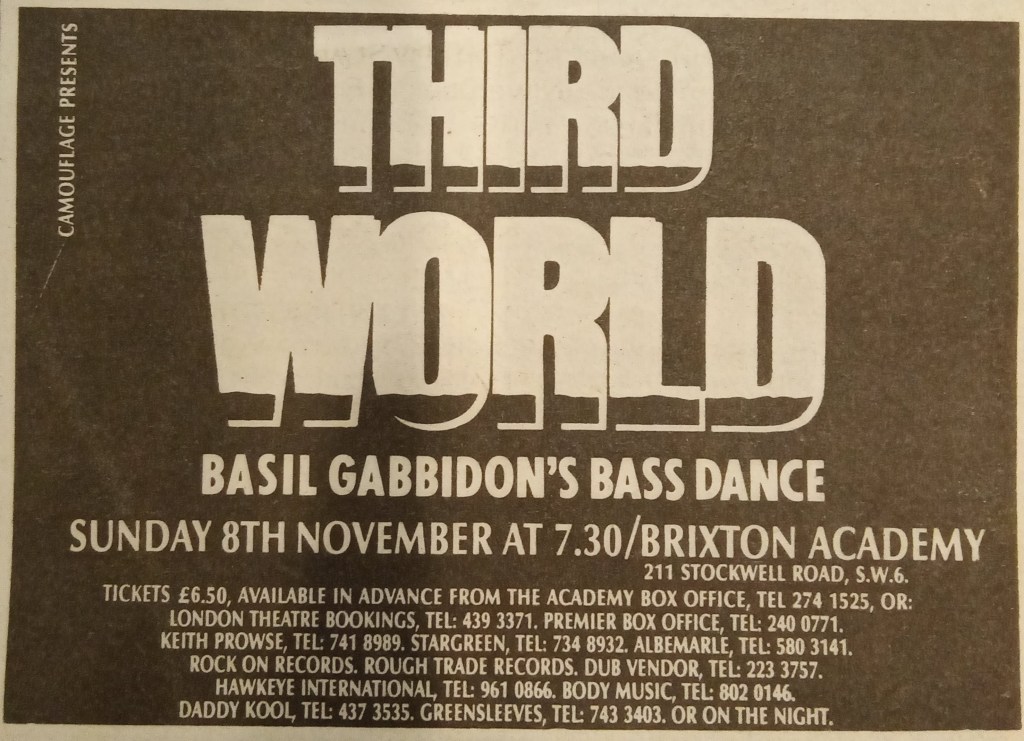 CAMOUFLAGE PRESENTS
THIRD
WORLD
BASIL GABBIDON'S BASS DANCE
SUNDAY 8TH NOVEMBER AT 7.30/BRIXTON ACADEMY
211 STOCKWELL ROAD, S.W.6.
TICKETS £6.50, AVAILABLE IN ADVANCE FROM THE ACADEMY BOX OFFICE, TEL 274 1525, OR:
LONDON THEATRE BOOKINGS, TEL: 439 3371. PREMIER BOX OFFICE, TEL: 240 0771.
KEITH PROWSE, TEL: 741 8989. STARGREEN, TEL: 734 8932. ALBEMARLE, TEL: 580 3141.
ROCK ON RECORDS. ROUGH TRADE RECORDS. DUB VENDOR, TEL: 223 3757.
HAWKEYE INTERNATIONAL, TEL: 961 0866. BODY MUSIC, TEL: 802 0146.
DADDY KOOL, TEL: 437 3535. GREENSLEEVES, TEL: 743 3403. OR ON THE NIGHT.